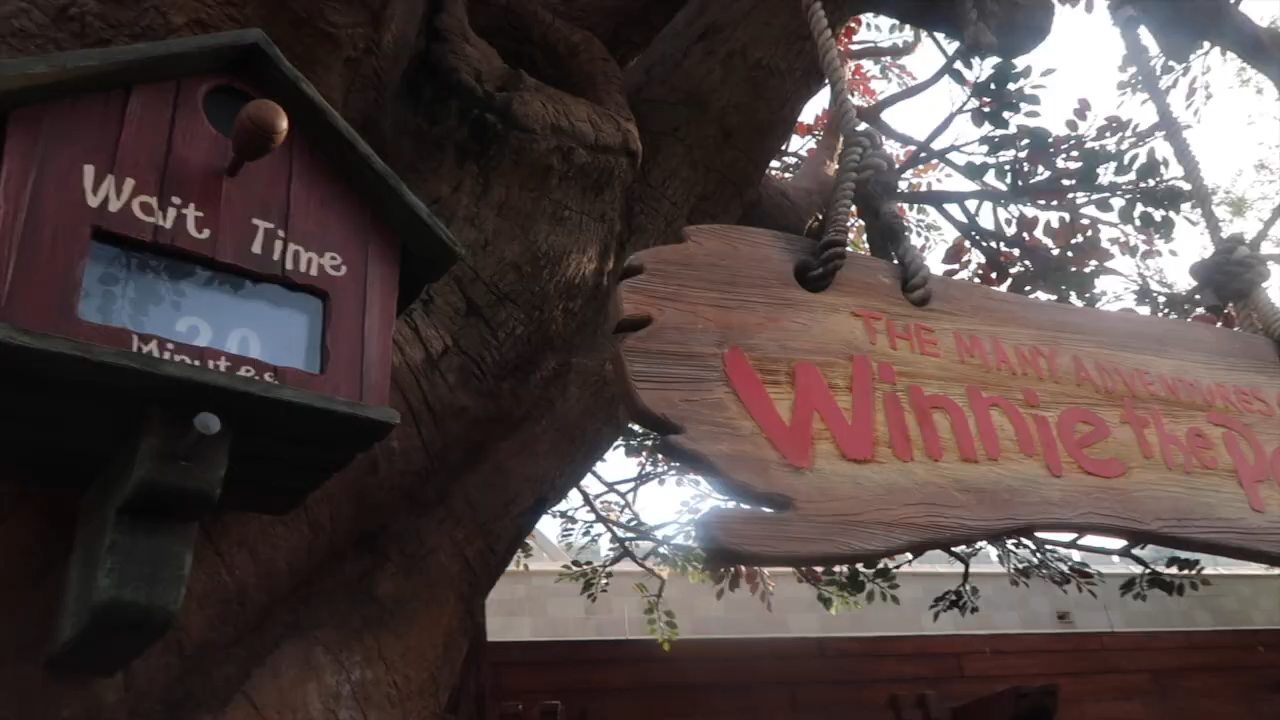 Wait Time
20
Minutes
THE MANY ADVENTURES
Winnie the